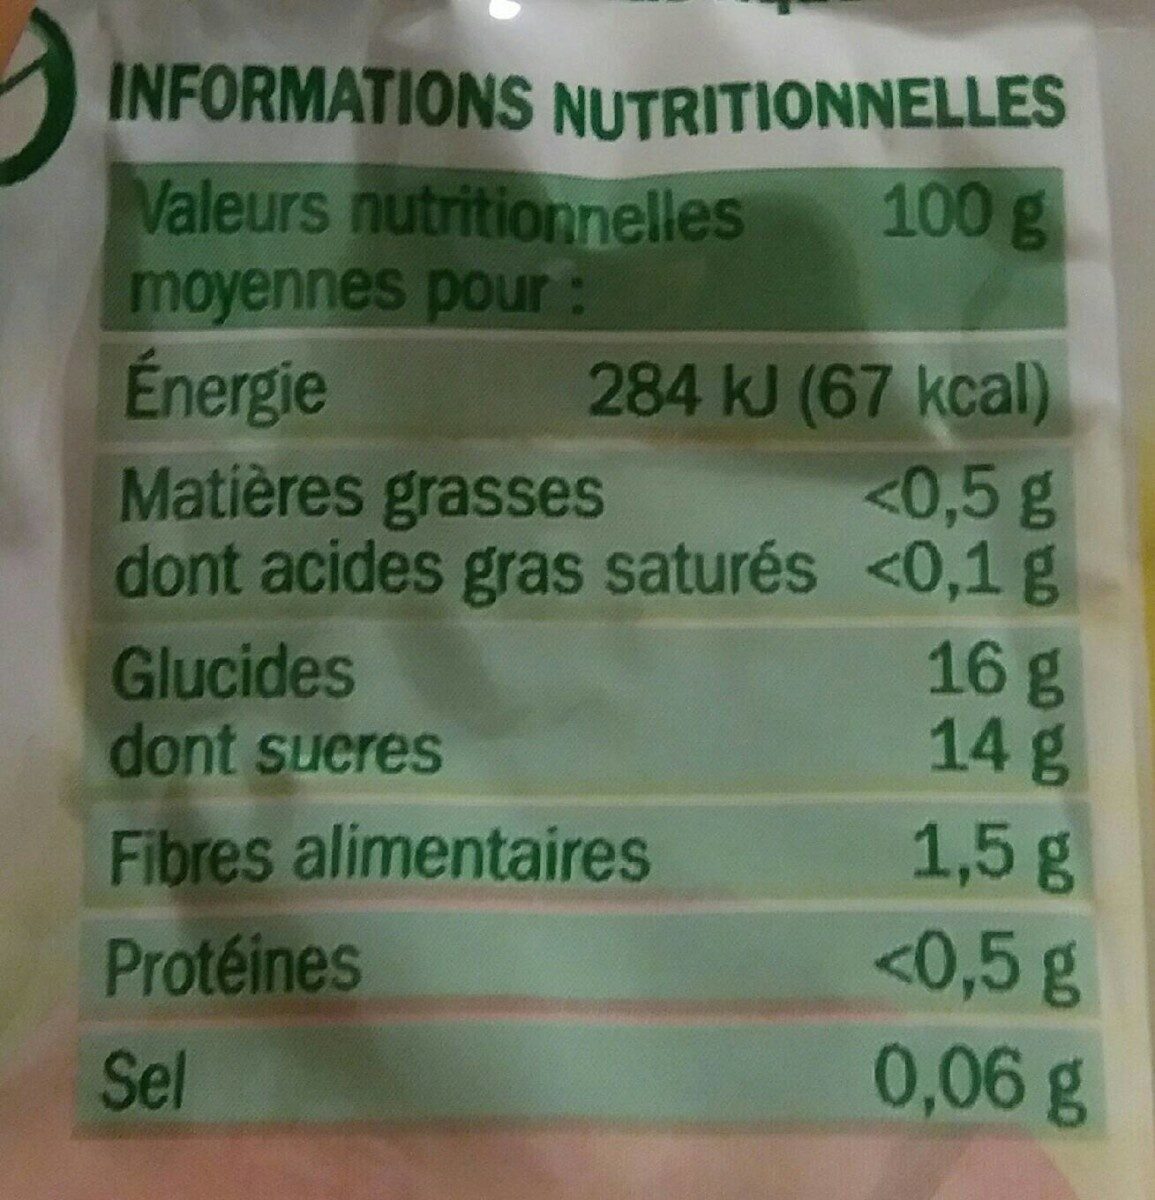 INFORMATIONS NUTRITIONNELLES
Valeurs nutritionnelles 100 g
moyennes pour :
Énergie 284 kJ (67 kcal)
Matières grasses <0,5 g
dont acides gras saturés <0,1 g
Glucides 16 g
dont sucres 14 g
Fibres alimentaires 1,5 g
Protéines <0,5 g
Sel 0,06 g